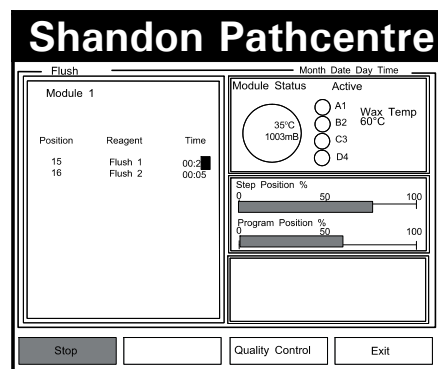 Shandon Pathcentre
Flush
Month Date Day Time
Module 1
Position Reagent Time
15 Flush 1 00:2
16 Flush 2 00:05
Module Status Active
35°C
1003mB
A1
B2
C3
D4
Wax Temp
60°C
Step Position %
0 50 100
Program Position %
0 50 100
Stop
Quality Control
Exit